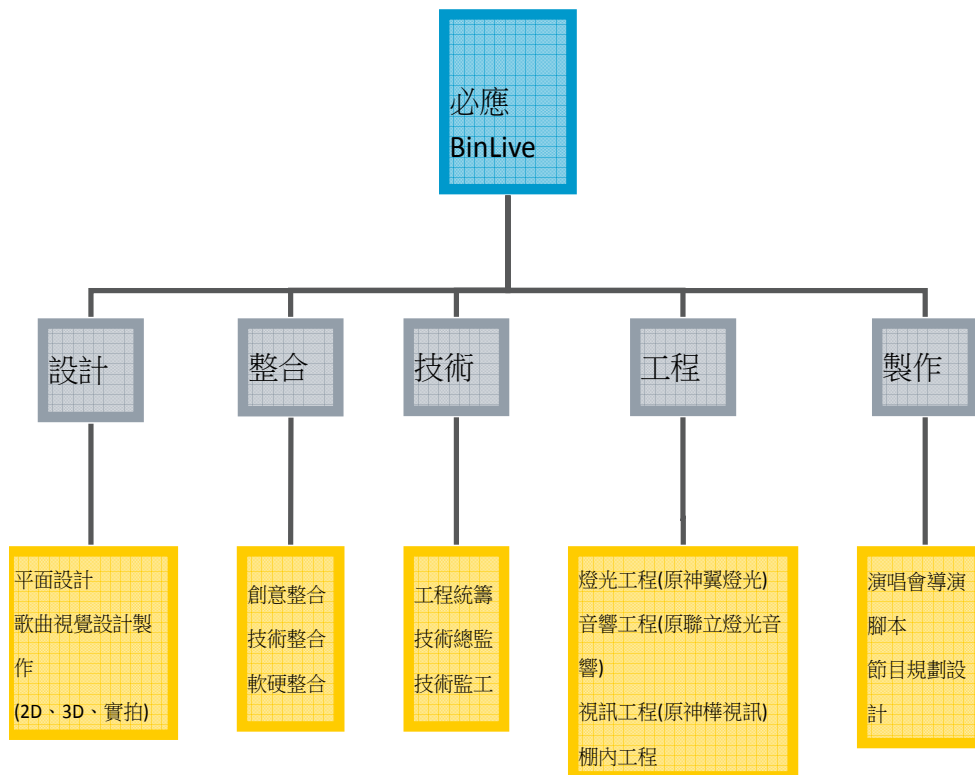 必應
BinLive
設計
整合
技術
工程
製作
平面設計
歌曲視覺設計製
作
(2D、3D、實拍)
創意整合
技術整合
軟硬整合
工程統籌
技術總監
技術監工
燈光工程(原神翼燈光)
音響工程(原聯立燈光音
響)
視訊工程(原神樺視訊)
棚內工程
演唱會導演
腳本
節目規劃設
計